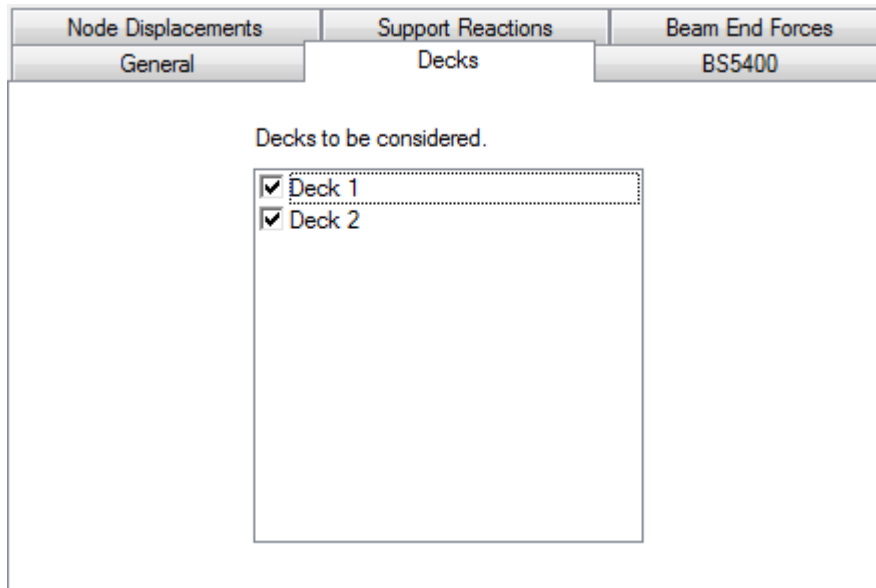 Node Displacements
Support Reactions
Beam End Forces
General
Decks
BS5400
Decks to be considered.
Deck 1
Deck 2